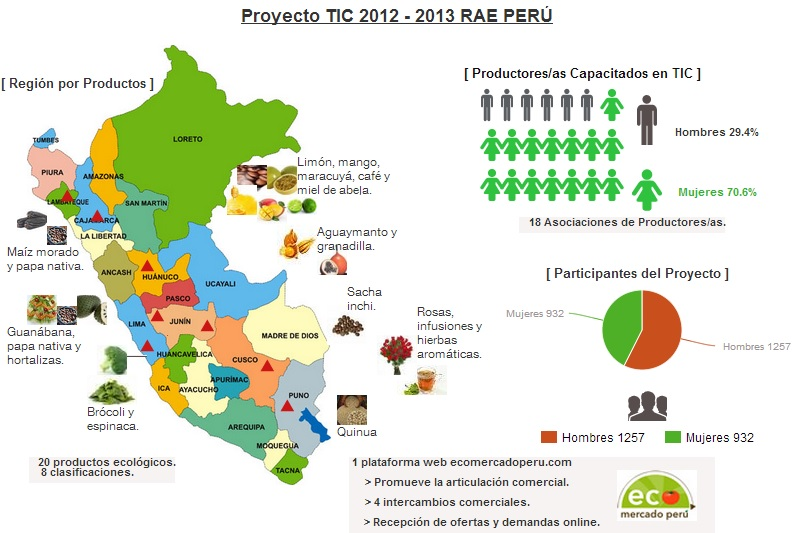 Proyecto TIC 2012 - 2013 RAE PERÚ
[ Región por Productos ]
TUMBES
PIURA
LAMBAYEQUE
AMAZONAS
CAJAMARCA
LORETO
SAN MARTÍN
LA LIBERTAD
ANCASH
HUÁNUCO
PASCO
UCAYALI
LIMA
JUNÍN
HUANCAVELICA
MADRE DE DIOS
CUSCO
ICA
AYACUCHO
APURÍMAC
PUNO
AREQUIPA
MOQUEGUA
TACNA
Limón, mango,
maracuyá, café y
miel de abeja.
Maíz morado
y papa nativa.
Aguaymanto y
granadilla.
Sacha
inchi.
Guanábana,
papa nativa y
hortalizas.
Rosas,
infusiones y
hierbas
aromáticas.
Brócoli y
espinaca.
Quinua
20 productos ecológicos.
8 clasificaciones.
[ Productores/as Capacitados en TIC ]
Hombres 29.4%
Mujeres 70.6%
18 Asociaciones de Productores/as.
[ Participantes del Proyecto ]
Mujeres 932
Hombres 1257
Hombres 1257
Mujeres 932
1 plataforma web ecomercadoperu.com
> Promueve la articulación comercial.
> 4 intercambios comerciales.
> Recepción de ofertas y demandas online.
eco
mercado perú